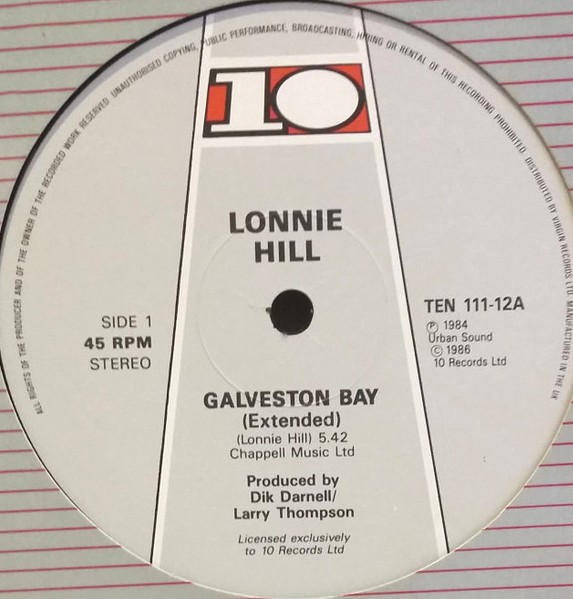 ALL RIGHTS OF THE PRODUCER AND OF THE OWNER OF THE RECORDED WORK RESERVED. UNAUTHORISED COPYING, PUBLIC PERFORMANCE, BROADCASTING, HIRING OR RENTAL OF THIS RECORDING PROHIBITED. DISTRIBUTED BY VIRGIN RECORDS LTD. MANUFACTURED IN THE UK
10
LONNIE
HILL
SIDE 1
45 RPM
STEREO
TEN 111-12A
Ⓟ 1984
Urban Sound
© 1986
10 Records Ltd
GALVESTON BAY
(Extended)
(Lonnie Hill) 5.42
Chappell Music Ltd
Produced by
Dik Darnell/
Larry Thompson
Licensed exclusively
to 10 Records Ltd